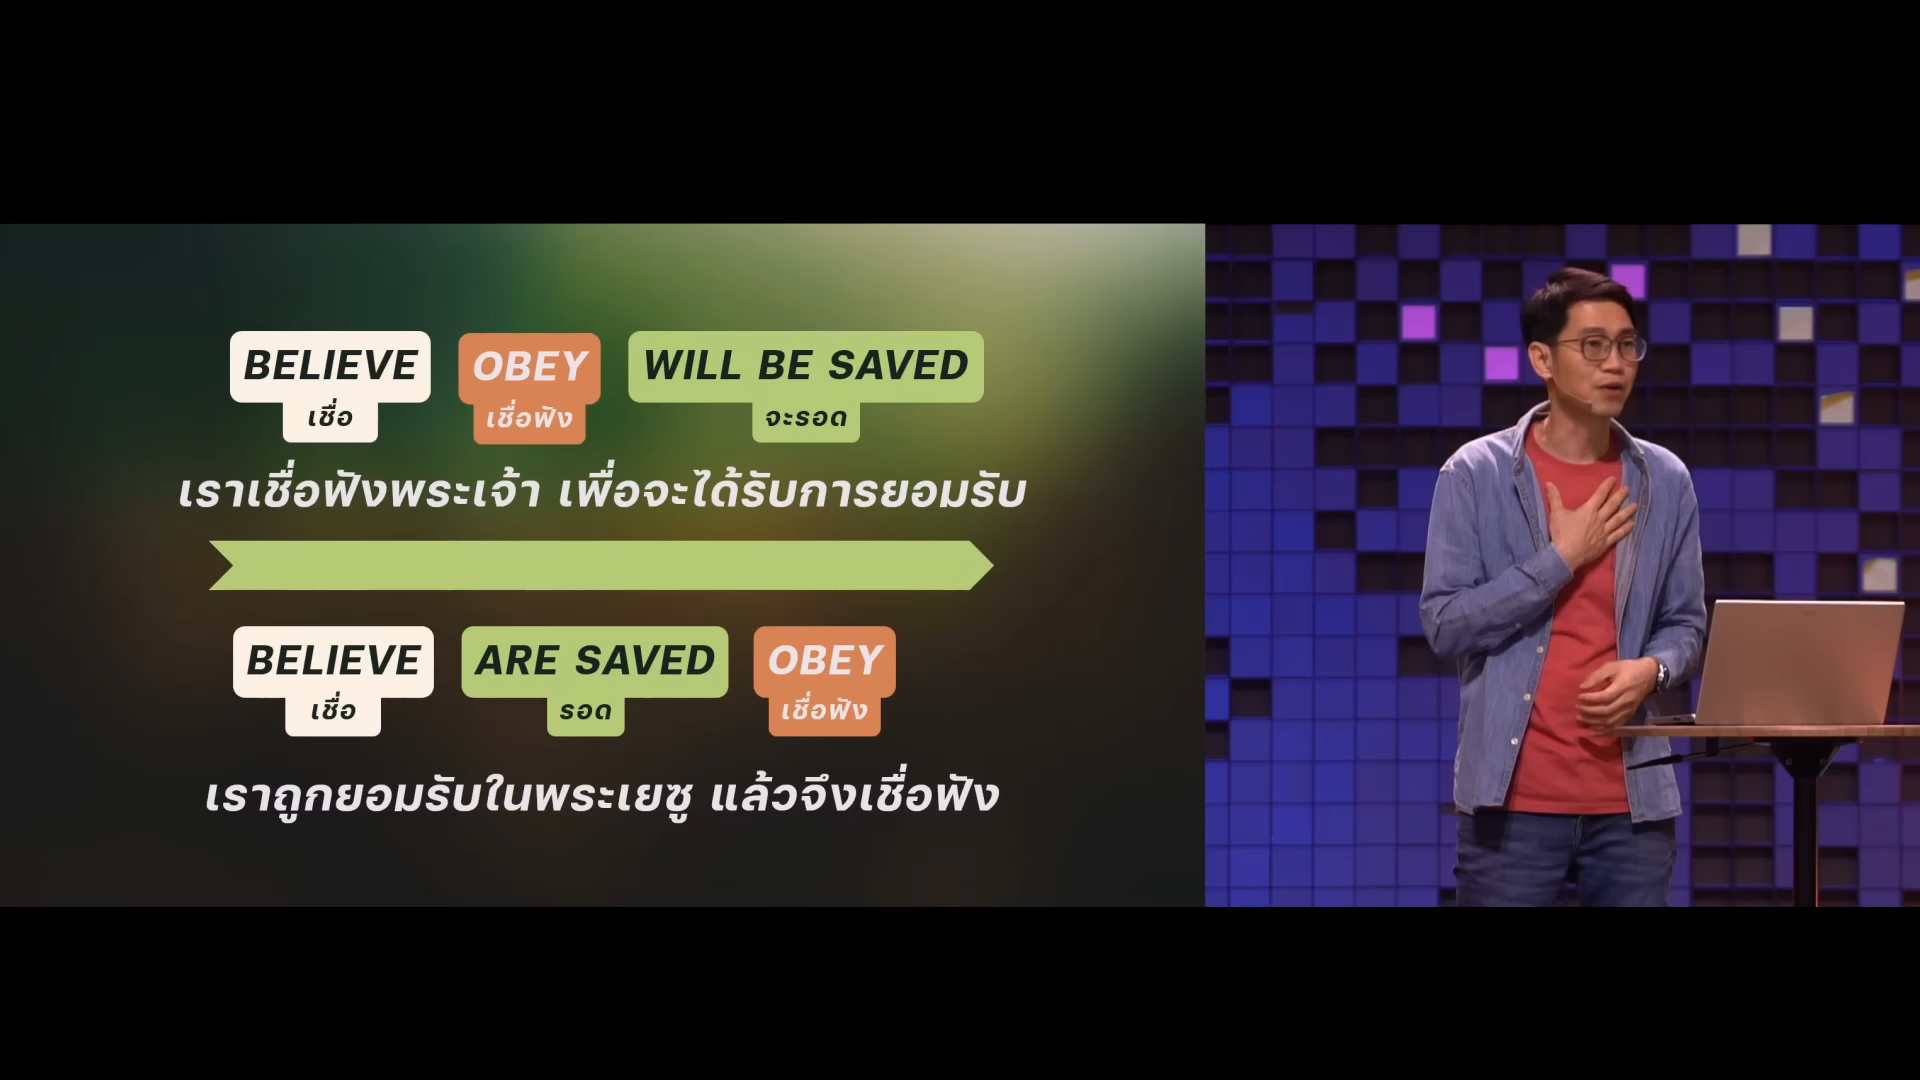 BELIEVE OBEY WILL BE SAVED
เชื่อ เชื่อฟัง จะรอด
เราเชื่อฟังพระเจ้า เพื่อจะได้รับการยอมรับ
BELIEVE ARE SAVED OBEY
เชื่อ รอด เชื่อฟัง
เราถูกยอมรับในพระเยซู แล้วจึงเชื่อฟัง